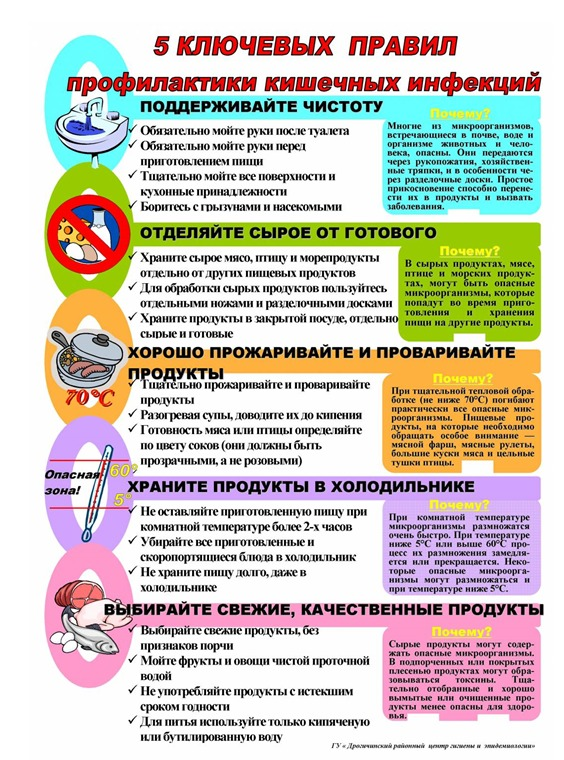 5 КЛЮЧЕВЫХ ПРАВИЛ
профилактики кишечных инфекций
ПОДДЕРЖИВАЙТЕ ЧИСТОТУ
✓ Обязательно мойте руки после туалета
✓ Обязательно мойте руки перед
приготовлением пищи
✓ Тщательно мойте все поверхности и
кухонные принадлежности
✓ Боритесь с грызунами и насекомыми
Почему?
Многие из микроорганизмов,
встречающиеся в почве, воде и
организме животных и чело-
века, опасны. Они передаются
через рукопожатия, хозяйствен-
ные тряпки, и в особенности че-
рез разделочные доски. Простое
прикосновение способно перене-
сти их в продукты и вызвать
заболевания.
ОТДЕЛЯЙТЕ СЫРОЕ ОТ ГОТОВОГО
✓ Храните сырое мясо, птицу и морепродукты
отдельно от других пищевых продуктов
✓ Для обработки сырых продуктов пользуйтесь
отдельными ножами и разделочными досками
✓ Храните продукты в закрытой посуде, отдельно
сырые и готовые
Почему?
В сырых продуктах, мясе,
птице и морских продук-
тах, могут быть опасные
микроорганизмы, которые
попадут во время приго-
товления и хранения
пищи на другие продукты.
ХОРОШО ПРОЖАРИВАЙТЕ И ПРОВАРИВАЙТЕ
ПРОДУКТЫ
70°С
✓ Тщательно прожаривайте и проваривайте
продукты
✓ Разогревая супы, доводите их до кипения
✓ Готовность мяса или птицы определяйте
по цвету соков (они должны быть
прозрачными, а не розовыми)
Почему?
При тщательной тепловой обра-
ботке (не ниже 70°С) погибают
практически все опасные мик-
роорганизмы. Пищевые про-
дукты, на которые необходимо
обращать особое внимание —
мясной фарш, мясные рулеты,
большие куски мяса и цельные
тушки птицы.
Опасная
зона!
60°
5°
ХРАНИТЕ ПРОДУКТЫ В ХОЛОДИЛЬНИКЕ
✓ Не оставляйте приготовленную пищу при
комнатной температуре более 2-х часов
✓ Убирайте все приготовленные и
скоропортящиеся блюда в холодильник
✓ Не храните пищу долго, даже в
холодильнике
Почему?
При комнатной температуре
микроорганизмы размножатся
очень быстро. При температуре
ниже 5°С или выше 60°С про-
цесс их размножения замедля-
ется или прекращается. Неко-
торые опасные микроорга-
низмы могут размножаться и
при температуре ниже 5°С.
ВЫБИРАЙТЕ СВЕЖИЕ, КАЧЕСТВЕННЫЕ ПРОДУКТЫ
✓ Выбирайте свежие продукты, без
признаков порчи
✓ Мойте фрукты и овощи чистой проточной
водой
✓ Не употребляйте продукты с истекшим
сроком годности
✓ Для питья используйте только кипяченую
или бутилированную воду
Почему?
Сырые продукты могут содер-
жать опасные микроорганизмы.
В подпорченных или покрытых
плесенью продуктах могут обра-
зовываться токсины. Тща-
тельно отобранные и хорошо
вымытые или очищенные про-
дукты менее опасны для здоро-
вья.
ГУ « Дрогичинский районный центр гигиены и эпидемиологии»